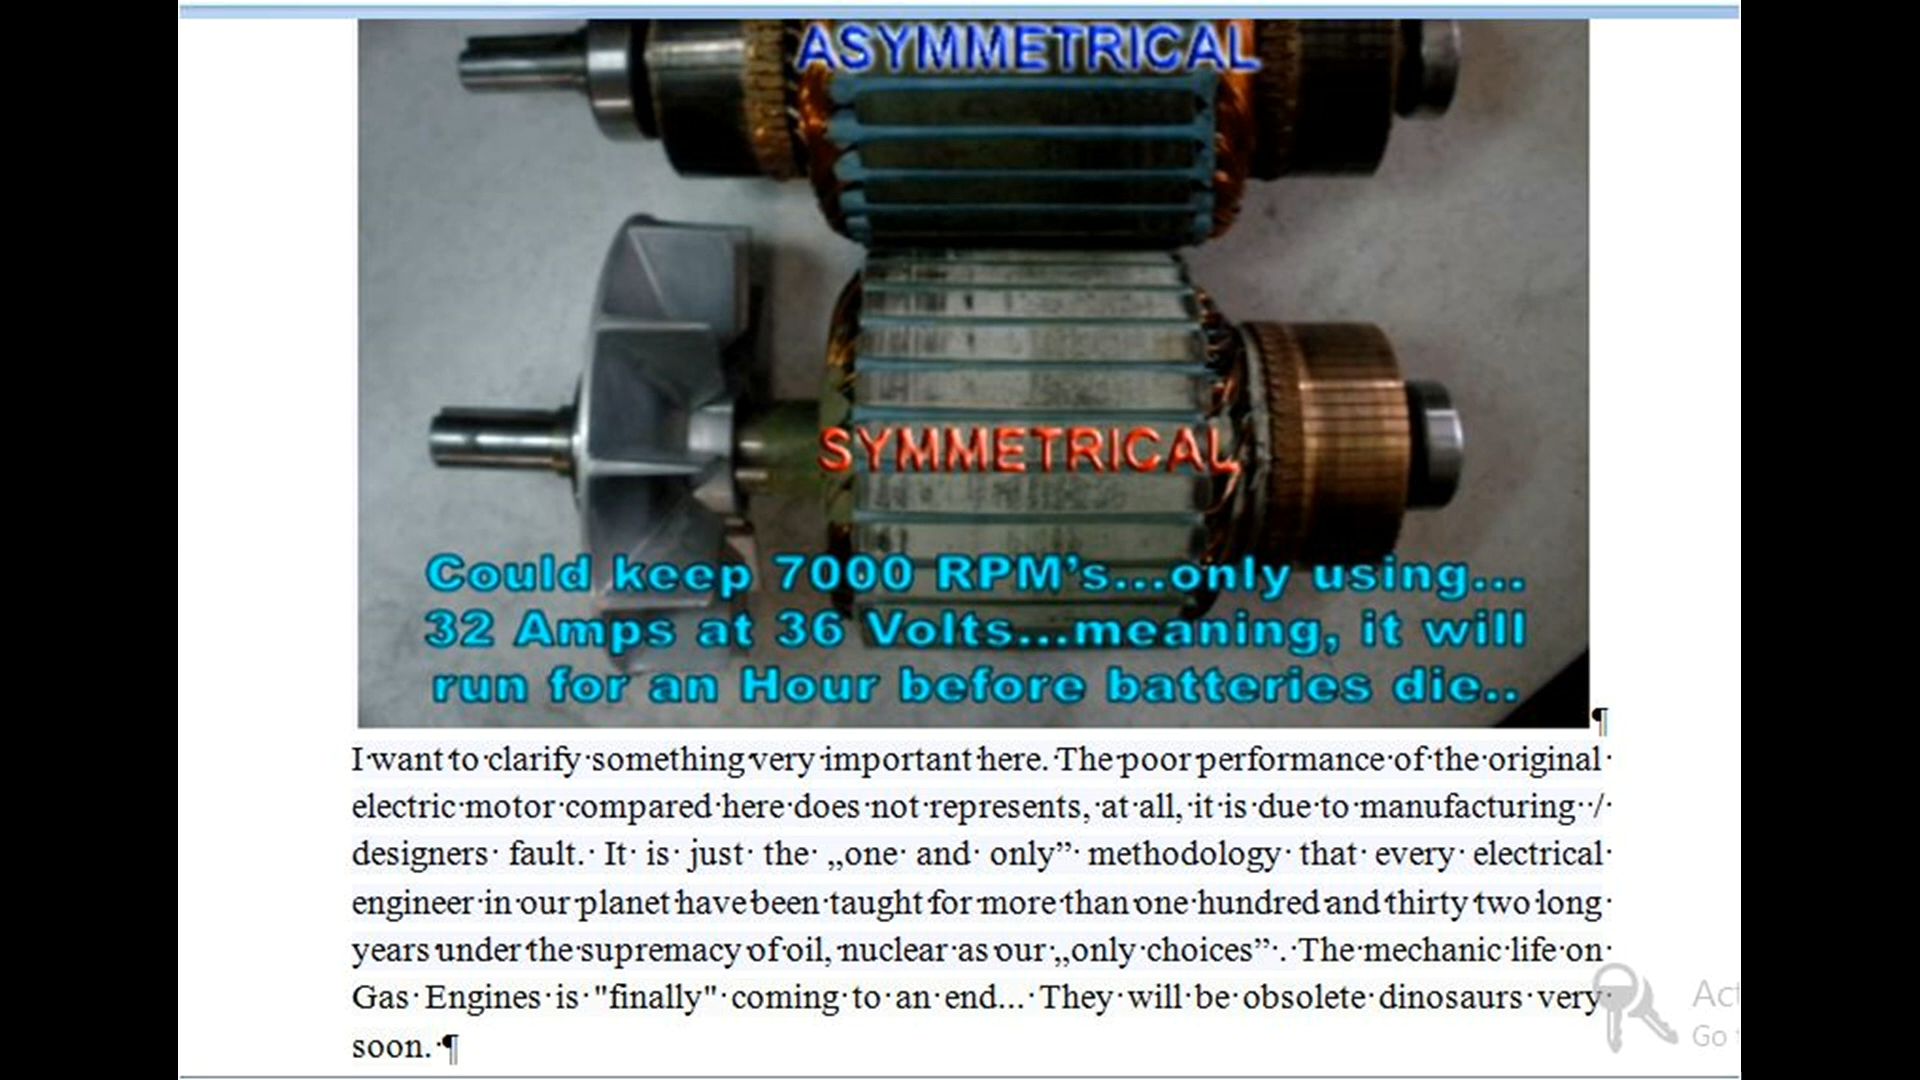 ASYMMETRICAL
SYMMETRICAL
Could keep 7000 RPM's...only using...
32 Amps at 36 Volts...meaning, it will
run for an Hour before batteries die..
¶
I want to clarify something very important here. The poor performance of the original
electric motor compared here does not represents, at all, it is due to manufacturing /
designers fault. It is just the „one and only” methodology that every electrical
engineer in our planet have been taught for more than one hundred and thirty two long
years under the supremacy of oil, nuclear as our „only choices” . The mechanic life on
Gas Engines is "finally" coming to an end... They will be obsolete dinosaurs very
soon. ¶
Act
Go